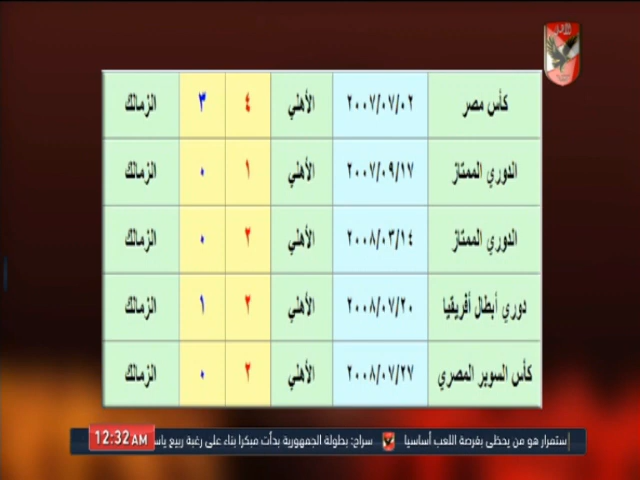 كأس مصر ٢٠٠٧/٠٧/٠٢ الأهلي ٤ ٣ الزمالك
الدوري الممتاز ٢٠٠٧/٠٩/١٧ الأهلي ١ ٠ الزمالك
الدوري الممتاز ٢٠٠٨/٠٣/١٤ الأهلي ٢ ٠ الزمالك
دوري أبطال أفريقيا ٢٠٠٨/٠٧/٢٠ الأهلي ٢ ١ الزمالك
كأس السوبر المصري ٢٠٠٨/٠٧/٢٧ الأهلي ٢ ٠ الزمالك
ستمرار هو من يحظى بفرصة اللعب أساسيا سراج: بطولة الجمهورية بدأت مبكرا بناء على رغبة ربيع ياس
12:32 AM